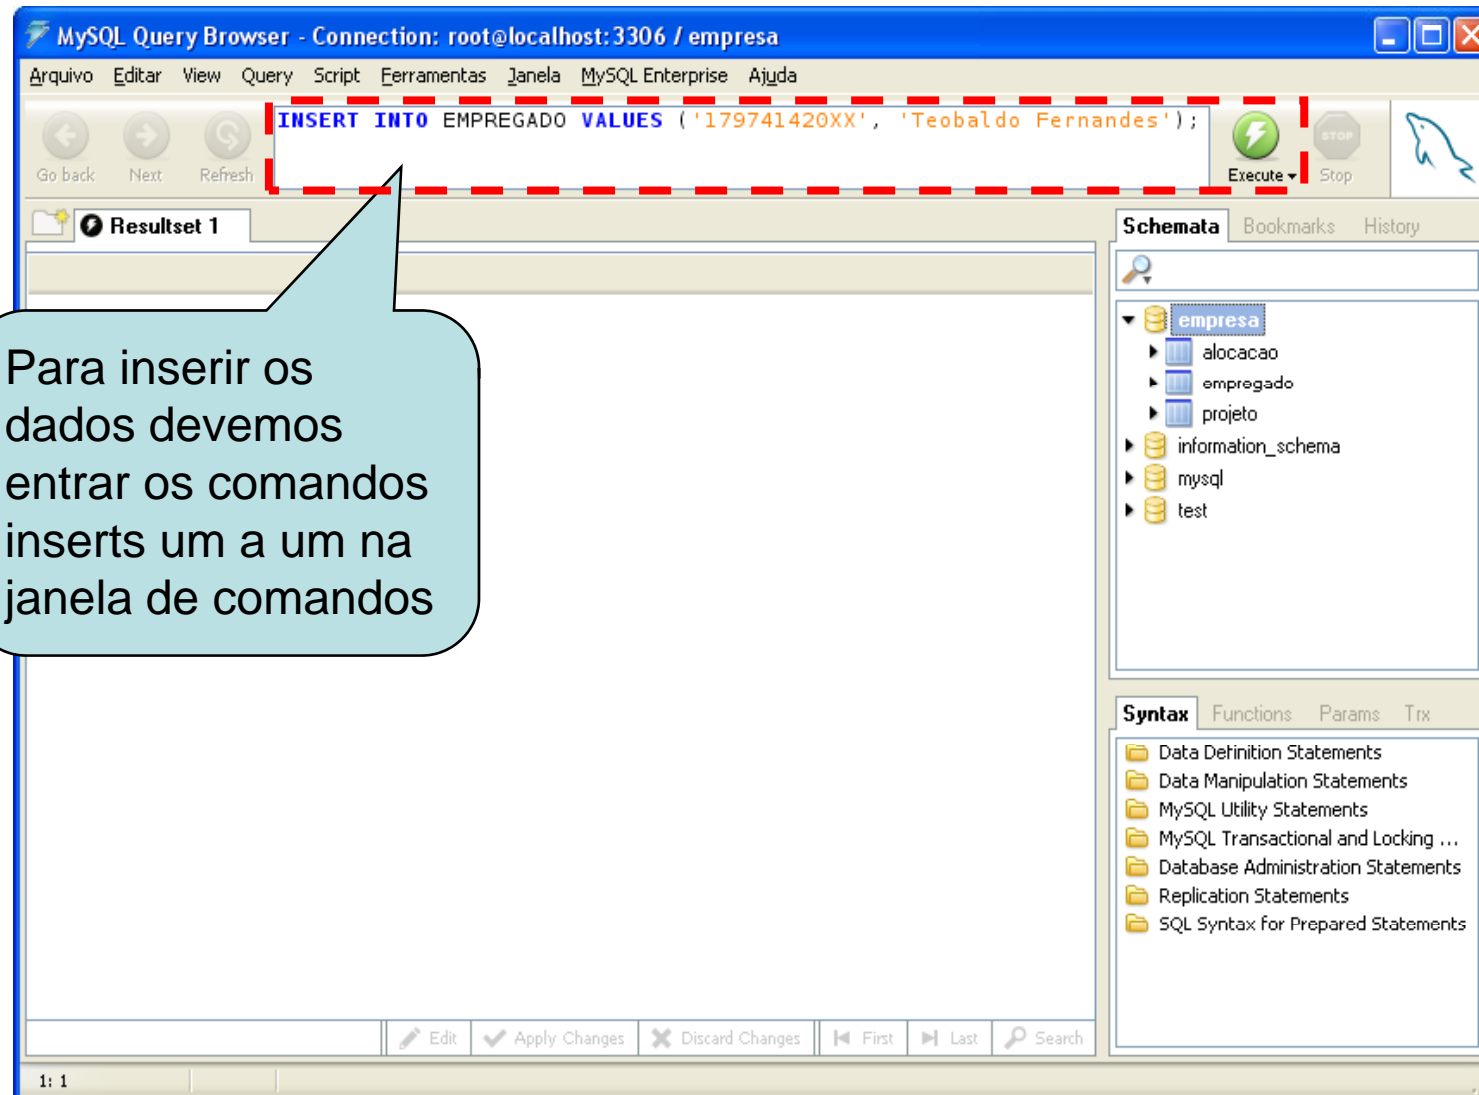 MySQL Query Browser - Connection: root@localhost:3306 / empresa
Arquivo Editar View Query Script Ferramentas Janela MySQL Enterprise Ajuda
INSERT INTO EMPREGADO VALUES ('179741420XX', 'Teobaldo Fernandes');
Go back Next Refresh Execute STOP Stop
Resultset 1
Schemata Bookmarks History
empresa
alocacao
empregado
projeto
information_schema
mysql
test
Para inserir os
dados devemos
entrar os comandos
inserts um a um na
janela de comandos
Syntax Functions Params Trx
Data Definition Statements
Data Manipulation Statements
MySQL Utility Statements
MySQL Transactional and Locking ...
Database Administration Statements
Replication Statements
SQL Syntax for Prepared Statements
Edit Apply Changes Discard Changes First Last Search
1: 1